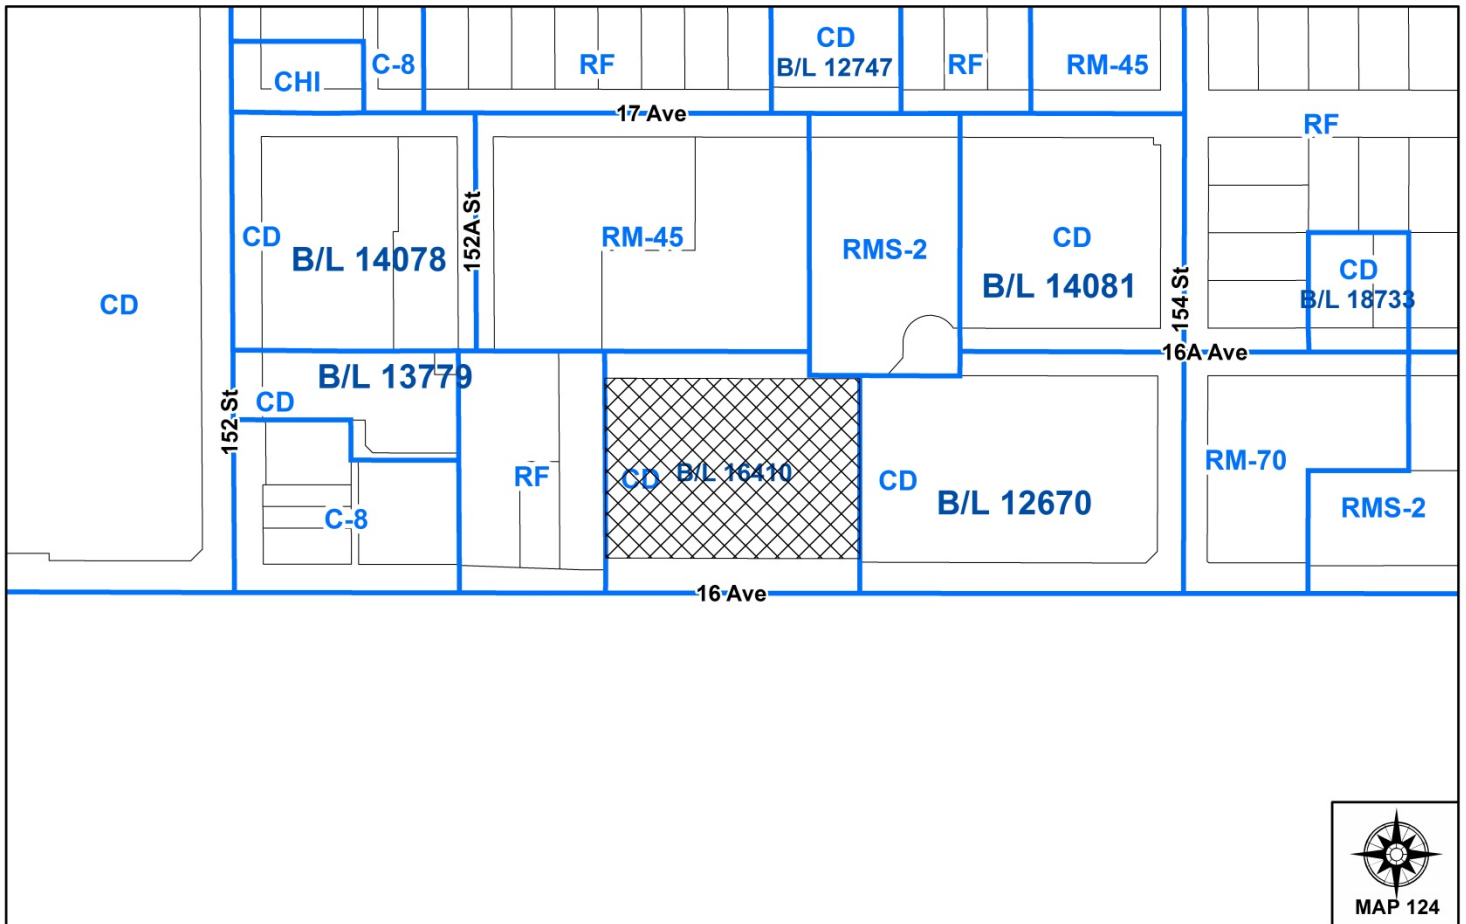 CD
B/L 12747
CHI
C-8
RF
RF
RM-45
17 Ave
RF
CD
B/L 14078
152A St
RM-45
RMS-2
CD
B/L 14081
154 St
CD
B/L 18733
CD
16A Ave
B/L 13779
CD
152 St
RF
CD
B/L 16410
CD
B/L 12670
RM-70
RMS-2
C-8
16 Ave
MAP 124